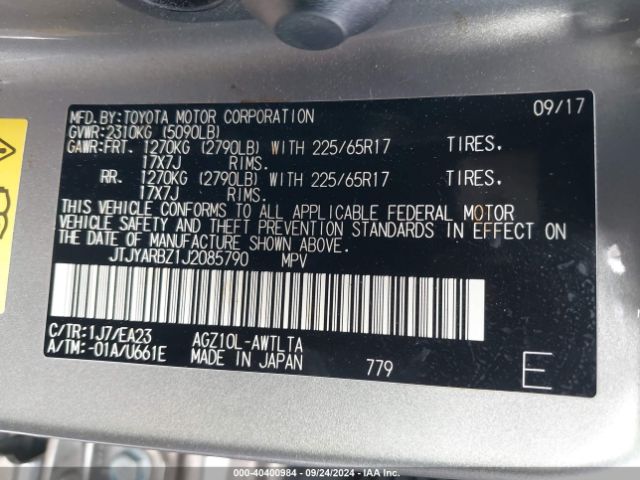 MFD.BY:TOYOTA MOTOR CORPORATION 09/17
GVWR:2310KG (5090LB)
GAWR:FRT. 1270KG (2790LB) WITH 225/65R17 TIRES,
17X7J RIMS.
RR. 1270KG (2790LB) WITH 225/65R17 TIRES,
17X7J RIMS.
THIS VEHICLE CONFORMS TO ALL APPLICABLE FEDERAL MOTOR
VEHICLE SAFETY AND THEFT PREVENTION STANDARDS IN EFFECT ON
THE DATE OF MANUFACTURE SHOWN ABOVE.
JTJYARBZ1J2085790 MPV
C/TR:1J7/EA23 AGZ10L-AWTLTA
A/TM:-01A/U661E MADE IN JAPAN 779
E
000-40400984 - 09/24/2024 - IAA Inc.